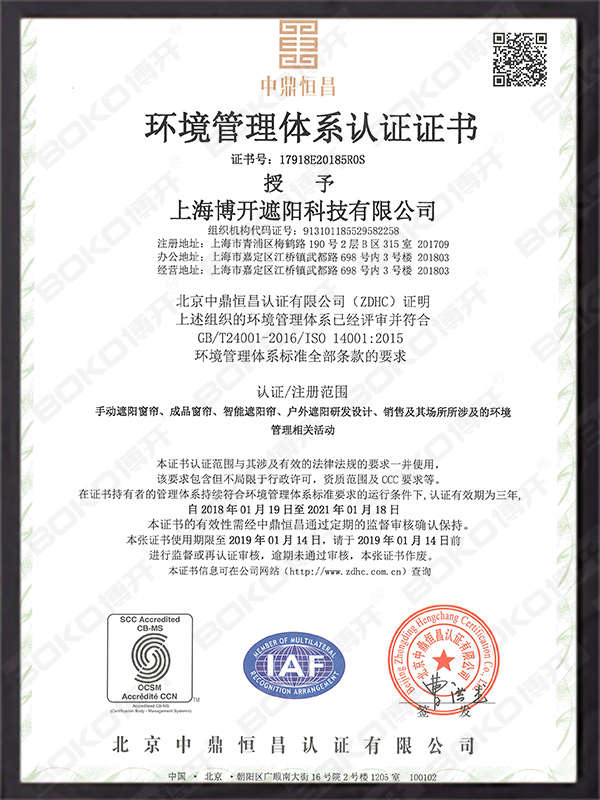 中鼎恒昌
环境管理体系认证证书
证书号：17918E20185R0S
授 予
上海博开遮阳科技有限公司
组织机构代码证号：913101185529582258
注册地址：上海市青浦区梅鹤路 190 号 2 层 B 区 315 室 201709
办公地址：上海市嘉定区江桥镇武都路 698 号内 3 号楼 201803
经营地址：上海市嘉定区江桥镇武都路 698 号内 3 号楼 201803
北京中鼎恒昌认证有限公司（ZDHC）证明
上述组织的环境管理体系已经评审并符合
GB/T24001-2016/ISO 14001:2015
环境管理体系标准全部条款的要求
认证/注册范围
手动遮阳窗帘、成品窗帘、智能遮阳帘、户外遮阳研发设计、销售及其场所所涉及的环境
管理相关活动
本证书认证范围与其涉及有效的法律法规的要求一并使用，
该要求包含但不局限于行政许可，资质范围及 CCC 要求等。
在证书持有者的管理体系持续符合环境管理体系标准要求的运行条件下,认证有效期为三年,
自 2018 年 01 月 19 日至 2021 年 01 月 18 日
本证书的有效性需经中鼎恒昌通过定期的监督审核确认保持。
本张证书使用期限至 2019 年 01 月 14 日，请于 2019 年 01 月 14 日前
进行监督或再认证审核，逾期未通过审核，本张证书作废。
本证书信息可在公司网站（http://www.zdhc.com.cn）查询
SCC Accredited
CB-MS
OCSM
Accrédité CCN
TM
Accredited CB-MS
(Certification Body - Management Systems)
MEMBER OF MULTILATERAL
IAF
RECOGNITION ARRANGEMENT
Beijing Zhongding Hengchang Certification Co., Ltd.
北京中鼎恒昌认证有限公司
签 发
北京中鼎恒昌认证有限公司
中国 · 北京 · 朝阳区广顺南大街 16 号院 2 号楼 1205 室 100102
BOKO博开